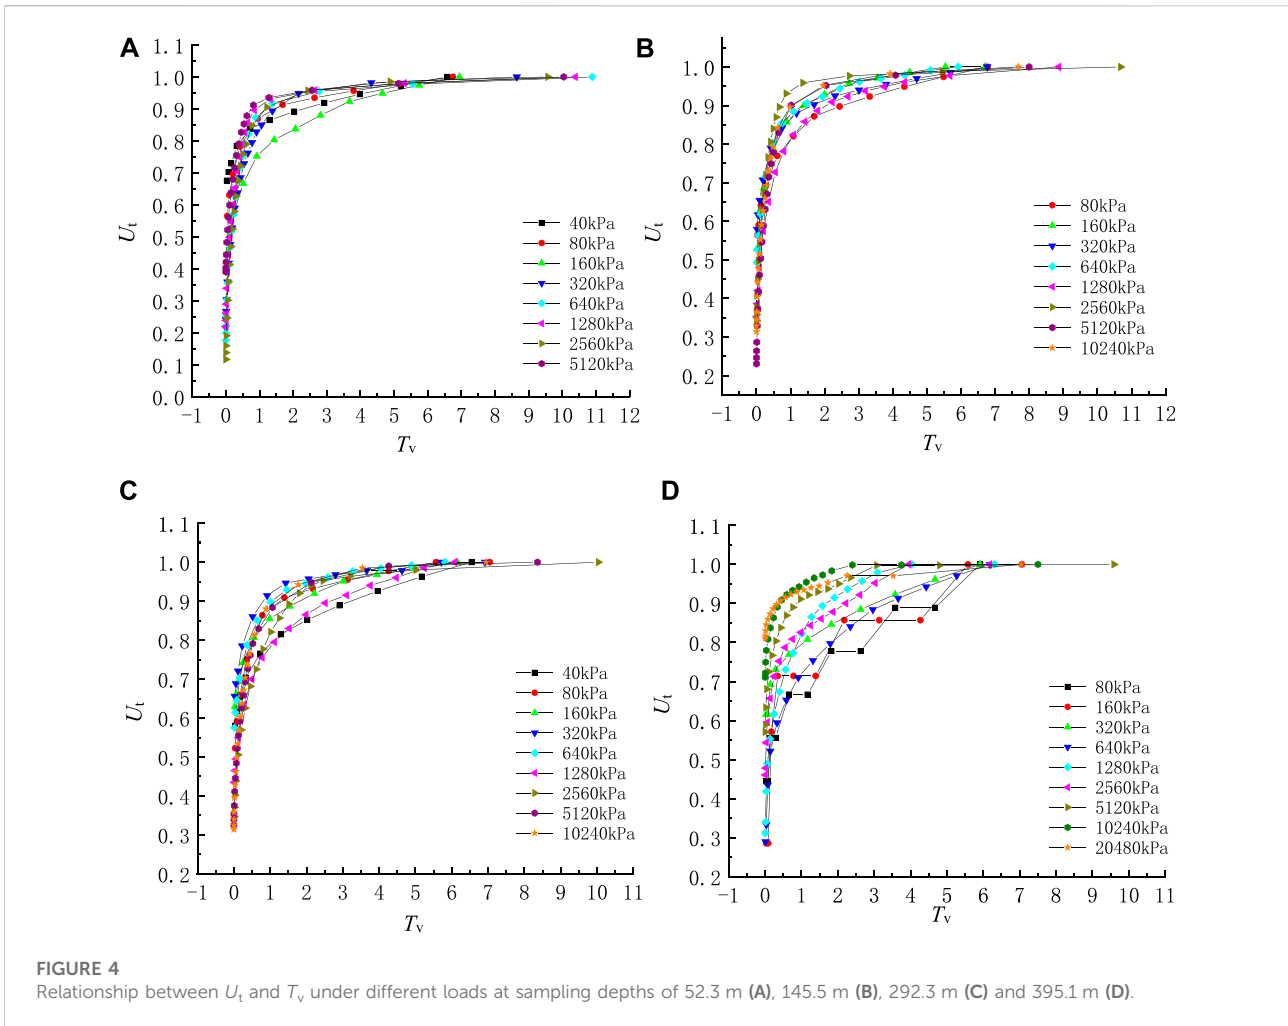 A
1.1
1.0
0.9
0.8
0.7
0.6
0.5
0.4
0.3
0.2
0.1
0.0
Ut
-1 0 1 2 3 4 5 6 7 8 9 10 11 12
Tv
40kPa
80kPa
160kPa
320kPa
640kPa
1280kPa
2560kPa
5120kPa
B
1.0
0.9
0.8
0.7
0.6
0.5
0.4
0.3
0.2
Ut
-1 0 1 2 3 4 5 6 7 8 9 10 11 12
Tv
80kPa
160kPa
320kPa
640kPa
1280kPa
2560kPa
5120kPa
10240kPa
C
1.1
1.0
0.9
0.8
0.7
0.6
0.5
0.4
0.3
0.2
Ut
-1 0 1 2 3 4 5 6 7 8 9 10 11
Tv
40kPa
80kPa
160kPa
320kPa
640kPa
1280kPa
2560kPa
5120kPa
10240kPa
D
1.1
1.0
0.9
0.8
0.7
0.6
0.5
0.4
0.3
0.2
Ut
-1 0 1 2 3 4 5 6 7 8 9 10 11
Tv
80kPa
160kPa
320kPa
640kPa
1280kPa
2560kPa
5120kPa
10240kPa
20480kPa
FIGURE 4
Relationship between Ut and Tv under different loads at sampling depths of 52.3 m (A), 145.5 m (B), 292.3 m (C) and 395.1 m (D).